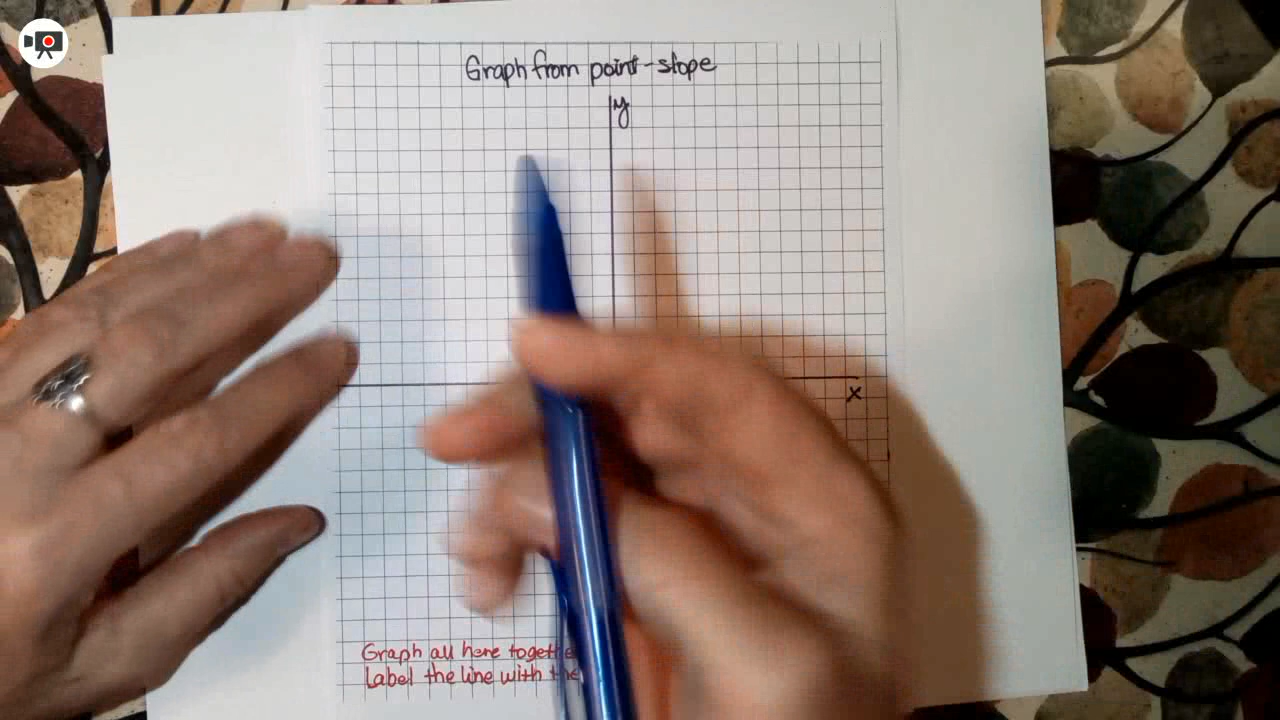 Graph from point-slope
y
x
Graph all here togethe
Label the line with the